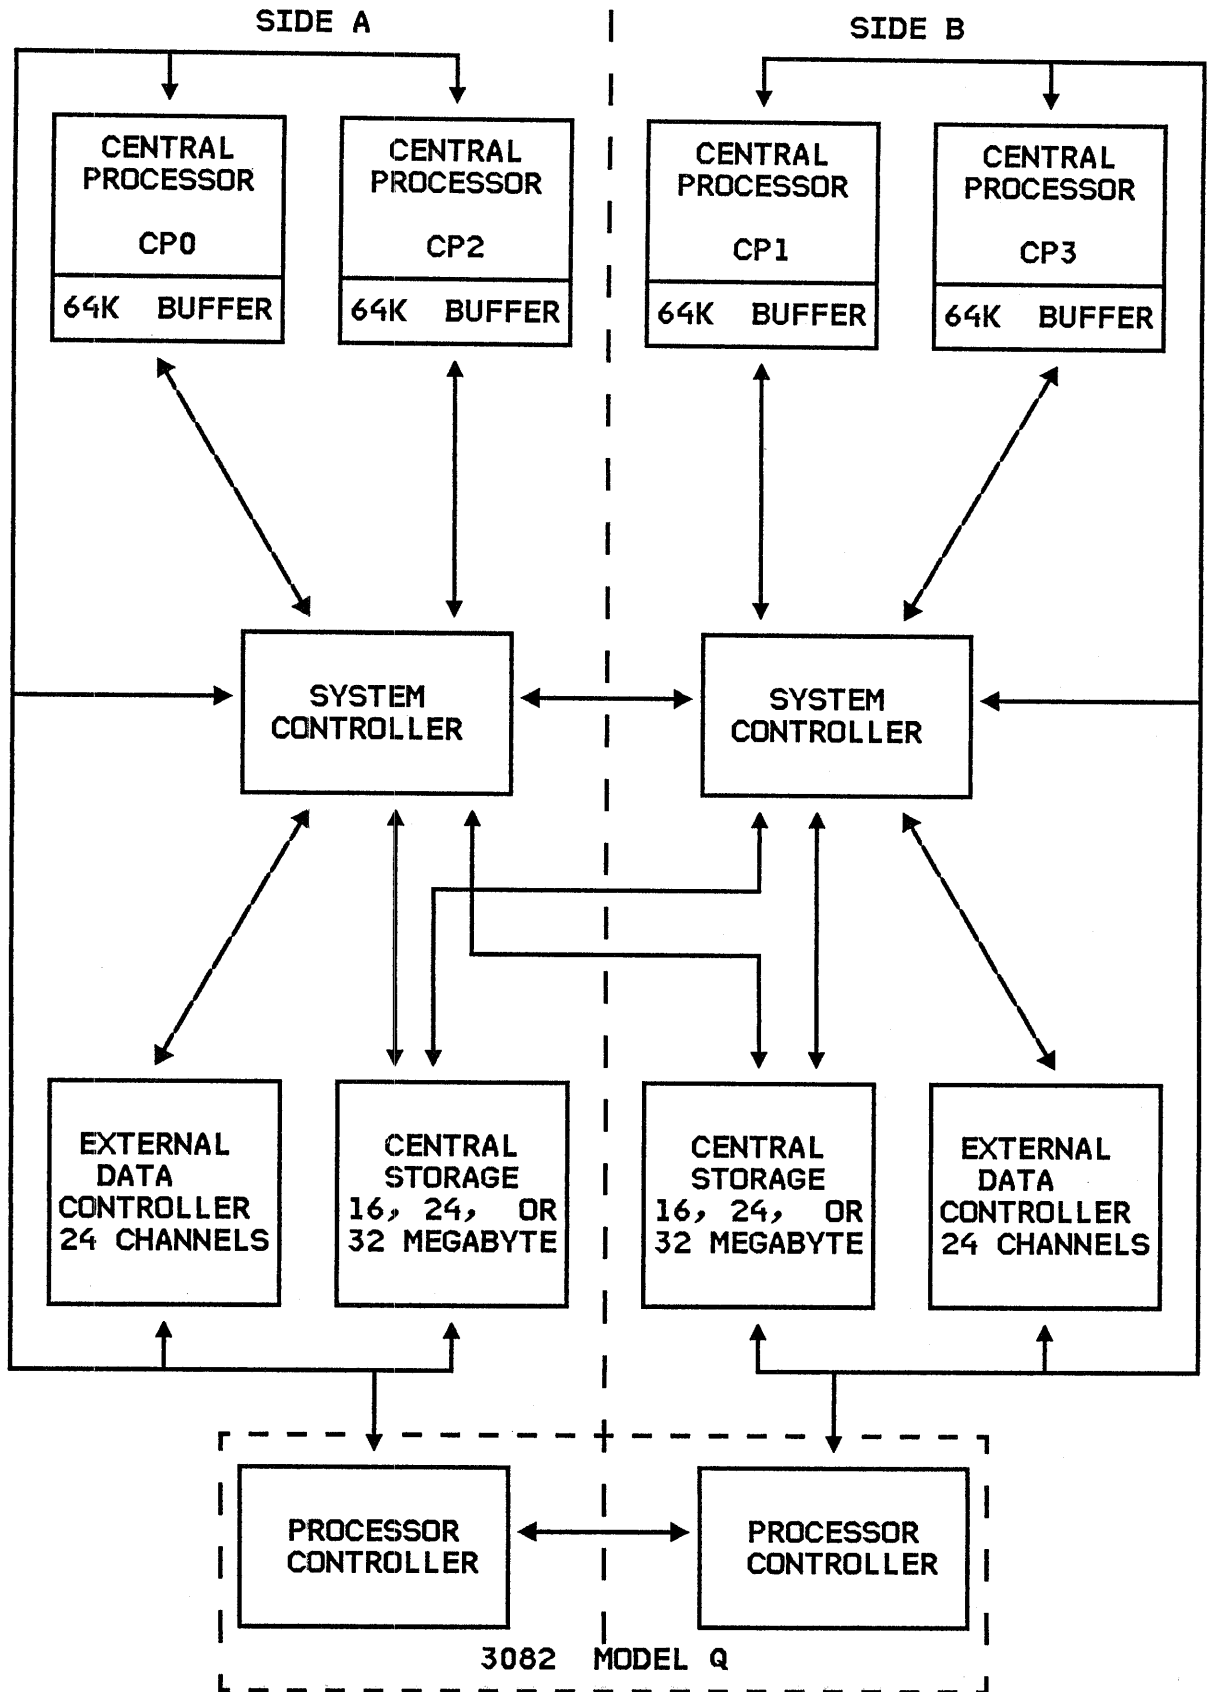 SIDE A
SIDE B
CENTRAL
PROCESSOR
CP0
64K BUFFER
CENTRAL
PROCESSOR
CP2
64K BUFFER
CENTRAL
PROCESSOR
CP1
64K BUFFER
CENTRAL
PROCESSOR
CP3
64K BUFFER
SYSTEM
CONTROLLER
SYSTEM
CONTROLLER
EXTERNAL
DATA
CONTROLLER
24 CHANNELS
CENTRAL
STORAGE
16, 24, OR
32 MEGABYTE
CENTRAL
STORAGE
16, 24, OR
32 MEGABYTE
EXTERNAL
DATA
CONTROLLER
24 CHANNELS
PROCESSOR
CONTROLLER
PROCESSOR
CONTROLLER
3082 MODEL Q